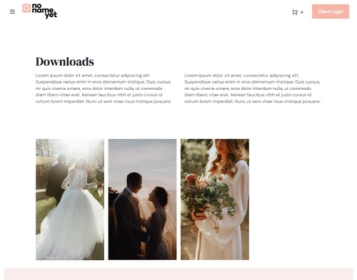 no
name
yet
0
Client Login
Downloads
Lorem ipsum dolor sit amet, consectetur adipiscing elit.
Suspendisse varius enim in eros elementum tristique. Duis cursus,
mi quis viverra ornare, eros dolor interdum nulla, ut commodo
diam libero vitae erat. Aenean faucibus nibh et justo cursus id
rutrum lorem imperdiet. Nunc ut sem vitae risus tristique posuere.
Lorem ipsum dolor sit amet, consectetur adipiscing elit.
Suspendisse varius enim in eros elementum tristique. Duis cursus,
mi quis viverra ornare, eros dolor interdum nulla, ut commodo
diam libero vitae erat. Aenean faucibus nibh et justo cursus id
rutrum lorem imperdiet. Nunc ut sem vitae risus tristique posuere.